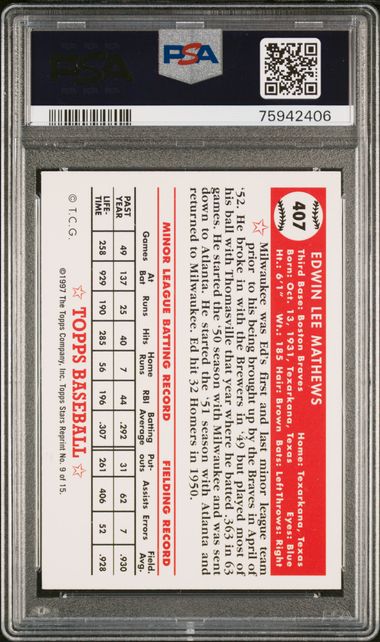 PSA
PSA
75942406
407
EDWIN LEE MATHEWS
Third Base: Boston Braves Home: Texarkana, Texas
Born: Oct. 13, 1931, Texarkana, Texas Eyes: Blue
Ht.: 6'1" Wt.: 185 Hair: Brown Bats: Left Throws: Right
Milwaukee was Ed's first and last minor league team
prior to his being brought up by the Braves in April of
'52. He broke in with the Brewers in '49 but played most of
his ball with Thomasville that year where he batted .363 in 63
games. He started the '50 season with Milwaukee and was sent
down to Atlanta. He started the '51 season with Atlanta and
returned to Milwaukee. Ed hit 32 Homers in 1950.
MINOR LEAGUE BATTING RECORD FIELDING RECORD
Games At Bat Runs Hits Home Runs RBI Batting Average Put-outs Assists Errors Field. Avg.
PAST YEAR 49 137 25 40 7 44 .292 31 62 7 .930
LIFE-TIME 258 929 190 285 56 196 .307 261 406 52 .928
TOPPS BASEBALL
© T.C.G. ©1997 The Topps Company, Inc. Topps Stars Reprint No. 9 of 15.